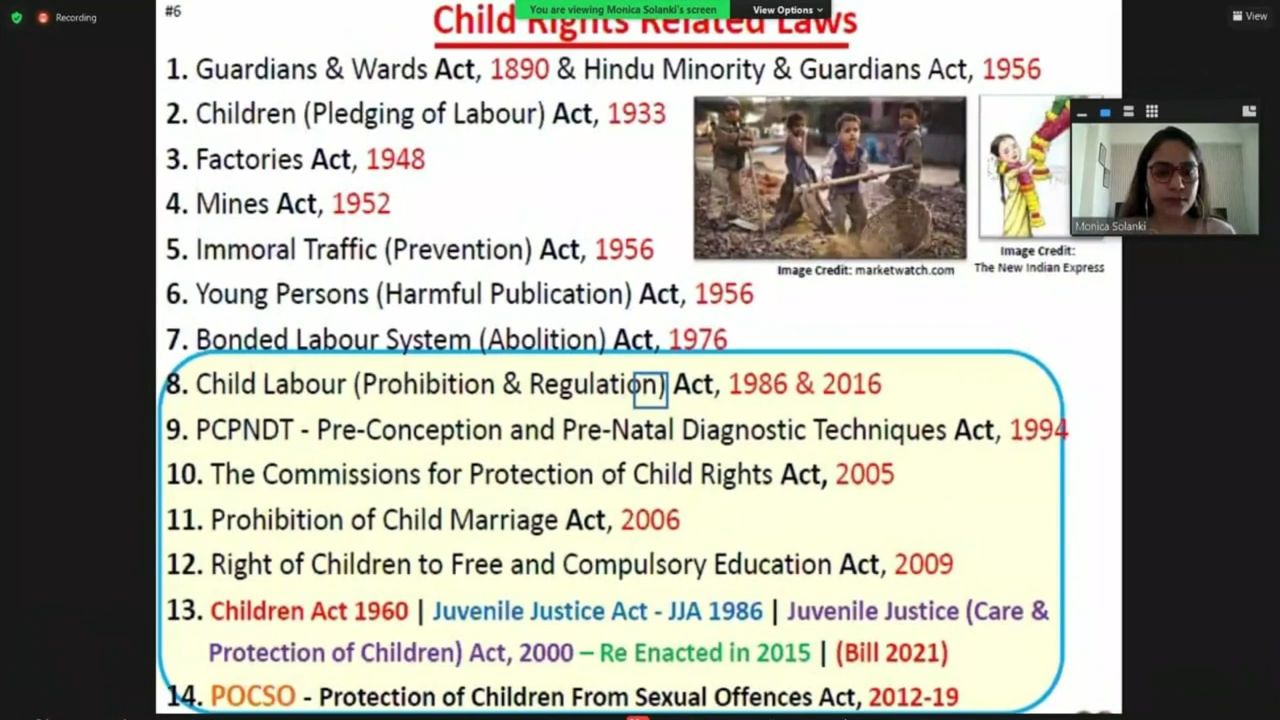 #6
Recording
You are viewing Monica Solanki's screen
View Options
View
Child Rights Related Laws
1. Guardians & Wards Act, 1890 & Hindu Minority & Guardians Act, 1956
2. Children (Pledging of Labour) Act, 1933
3. Factories Act, 1948
4. Mines Act, 1952
5. Immoral Traffic (Prevention) Act, 1956
Image Credit: marketwatch.com
Image Credit:
The New Indian Express
Monica Solanki
6. Young Persons (Harmful Publication) Act, 1956
7. Bonded Labour System (Abolition) Act, 1976
8. Child Labour (Prohibition & Regulation) Act, 1986 & 2016
9. PCPNDT - Pre-Conception and Pre-Natal Diagnostic Techniques Act, 1994
10. The Commissions for Protection of Child Rights Act, 2005
11. Prohibition of Child Marriage Act, 2006
12. Right of Children to Free and Compulsory Education Act, 2009
13. Children Act 1960 | Juvenile Justice Act - JJA 1986 | Juvenile Justice (Care &
Protection of Children) Act, 2000 – Re Enacted in 2015 | (Bill 2021)
14. POCSO - Protection of Children From Sexual Offences Act, 2012-19